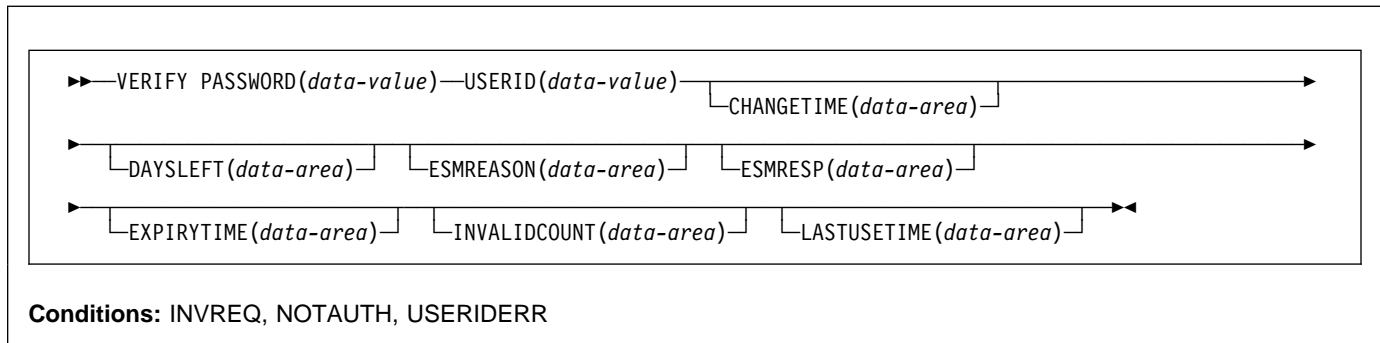 VERIFY PASSWORD(data-value) USERID(data-value)
CHANGETIME(data-area)
DAYSLEFT(data-area) ESMREASON(data-area) ESMRESP(data-area)
EXPIRYTIME(data-area) INVALIDCOUNT(data-area) LASTUSETIME(data-area)
Conditions: INVREQ, NOTAUTH, USERIDERR